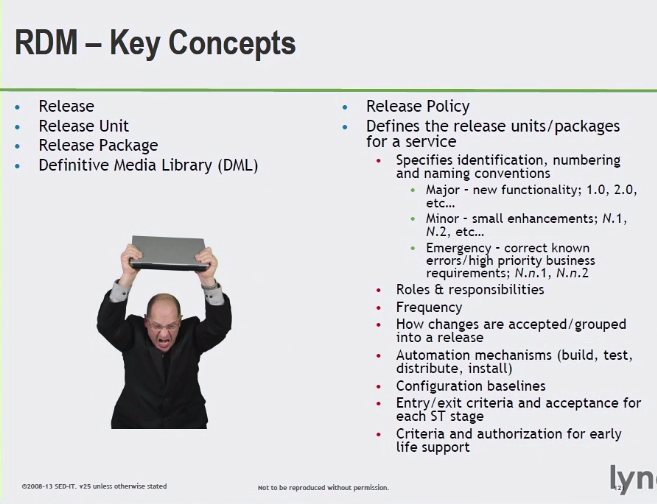 RDM – Key Concepts
• Release
• Release Unit
• Release Package
• Definitive Media Library (DML)
• Release Policy
• Defines the release units/packages
for a service
• Specifies identification, numbering
and naming conventions
• Major - new functionality; 1.0, 2.0,
etc…
• Minor - small enhancements; N.1,
N.2, etc…
• Emergency - correct known
errors/high priority business
requirements; N.n.1, N.n.2
• Roles & responsibilities
• Frequency
• How changes are accepted/grouped
into a release
• Automation mechanisms (build, test,
distribute, install)
• Configuration baselines
• Entry/exit criteria and acceptance for
each ST stage
• Criteria and authorization for early
life support
©2008-13 SED-IT. v25 unless otherwise stated
Not to be reproduced without permission.